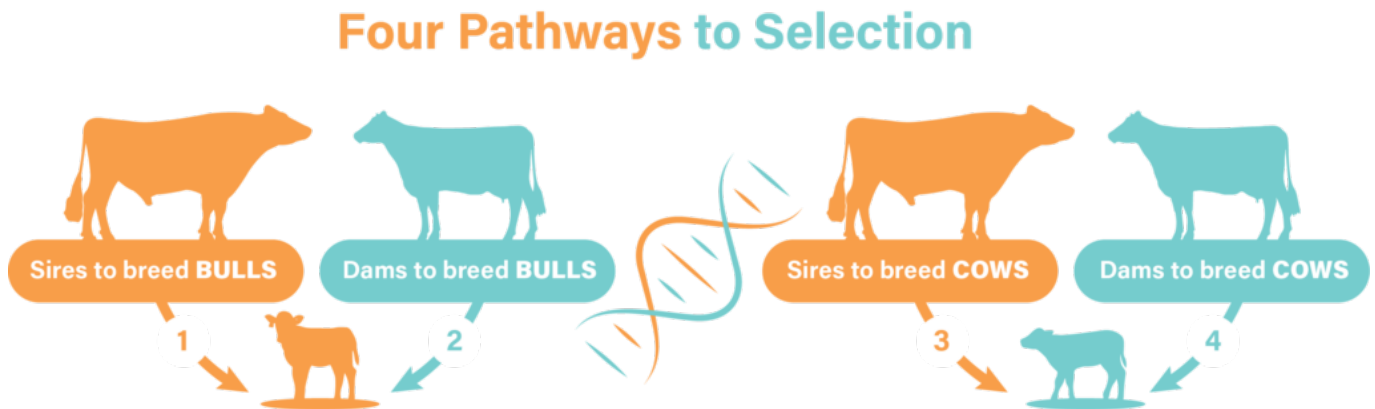 Four Pathways to Selection
Sires to breed BULLS
Dams to breed BULLS
Sires to breed COWS
Dams to breed COWS
1
2
3
4